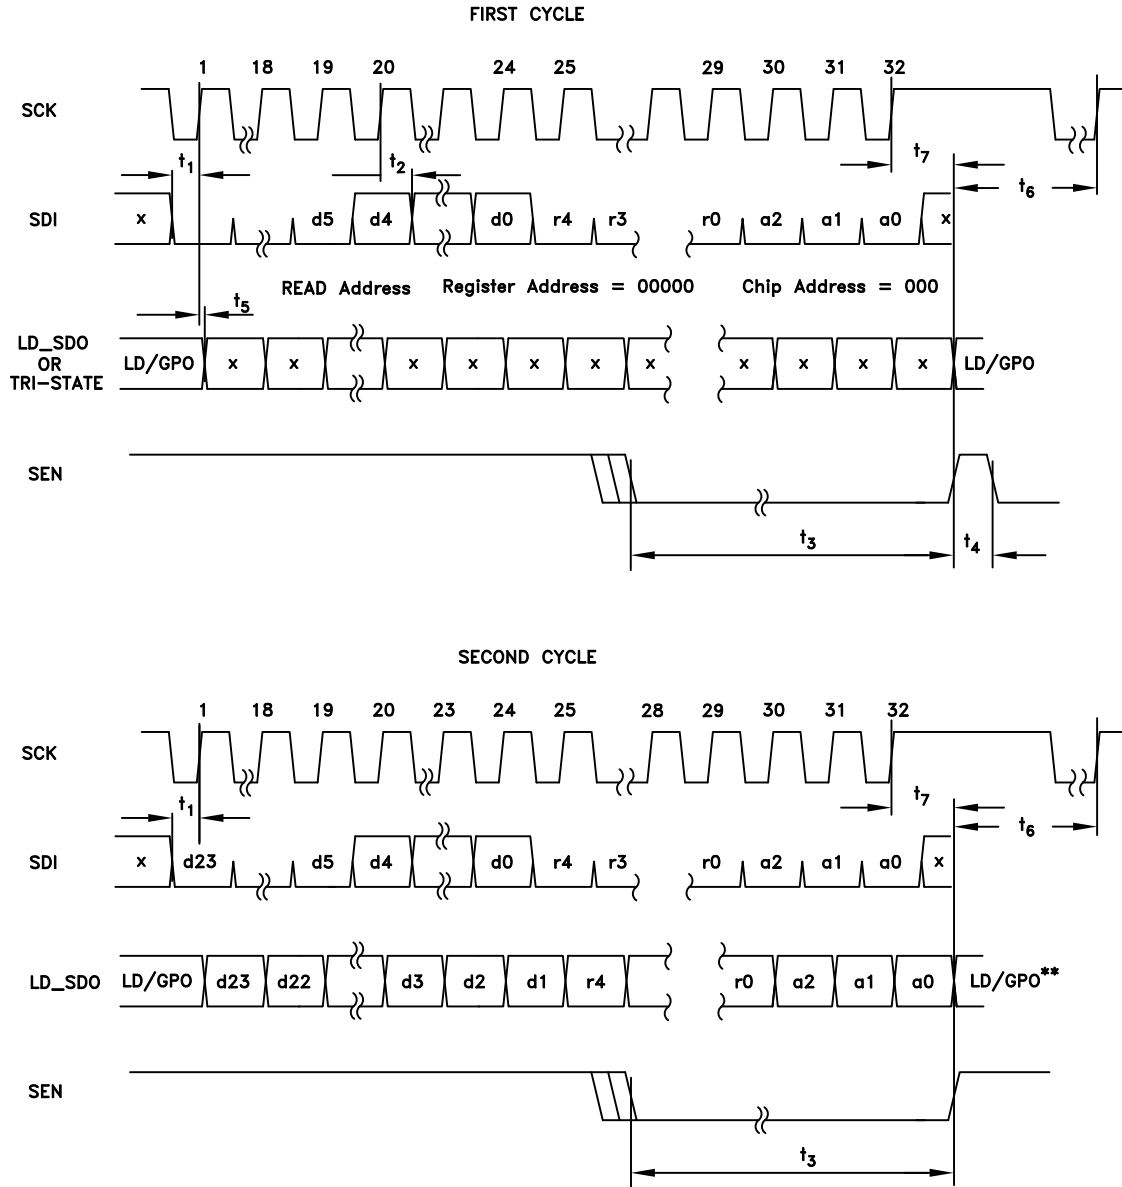 FIRST CYCLE
1 18 19 20 24 25 29 30 31 32
SCK
t1 t2 t7
t6
SDI x d5 d4 d0 r4 r3 r0 a2 a1 a0 x
READ Address Register Address = 00000 Chip Address = 000
t5
LD_SDO
OR
TRI-STATE
LD/GPO x x x x x x x x x x x LD/GPO
SEN
t3 t4
SECOND CYCLE
1 18 19 20 23 24 25 28 29 30 31 32
SCK
t1 t7
t6
SDI x d23 d5 d4 d0 r4 r3 r0 a2 a1 a0 x
LD_SDO LD/GPO d23 d22 d3 d2 d1 r4 r0 a2 a1 a0 LD/GPO**
SEN
t3